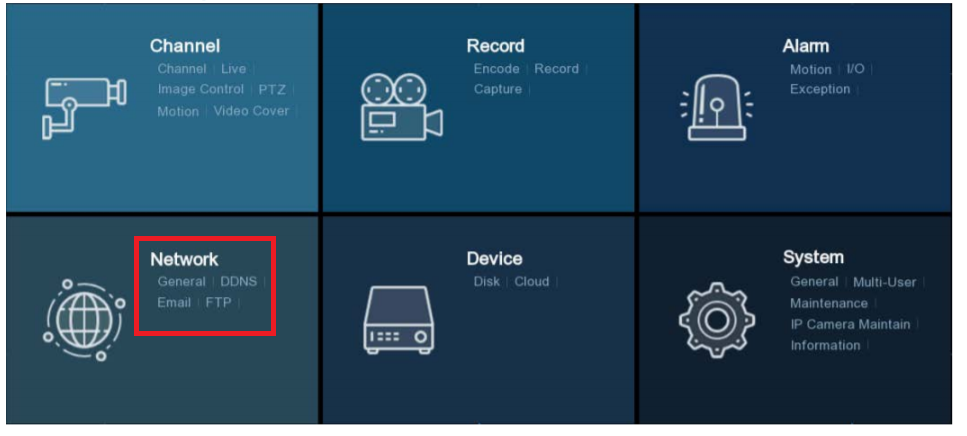 Channel
Channel | Live |
Image Control | PTZ |
Motion | Video Cover |
Record
Encode | Record |
Capture |
Alarm
Motion | I/O |
Exception |
Network
General | DDNS |
Email | FTP |
Device
Disk | Cloud |
System
General | Multi-User |
Maintenance |
IP Camera Maintain |
Information |